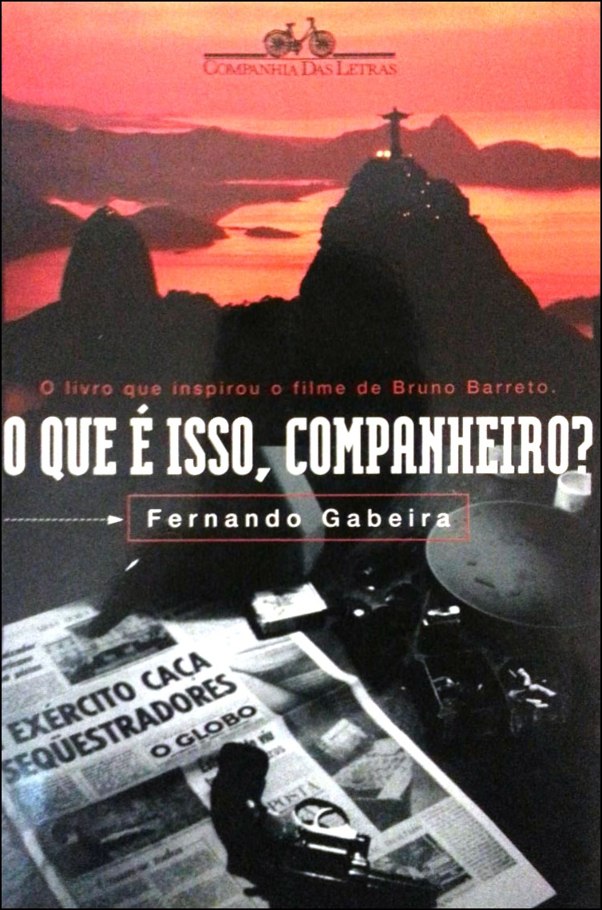 COMPANHIA DAS LETRAS
O livro que inspirou o filme de Bruno Barreto.
O QUE É ISSO, COMPANHEIRO?
Fernando Gabeira
EXÉRCITO CAÇA
SEQÜESTRADORES
O GLOBO
POSTA